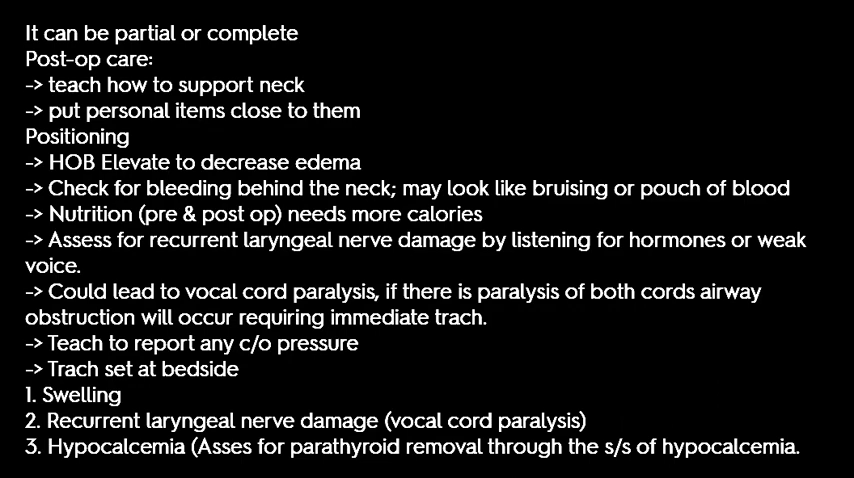 It can be partial or complete
Post-op care:
-> teach how to support neck
-> put personal items close to them
Positioning
-> HOB Elevate to decrease edema
-> Check for bleeding behind the neck; may look like bruising or pouch of blood
-> Nutrition (pre & post op) needs more calories
-> Assess for recurrent laryngeal nerve damage by listening for hormones or weak
voice.
-> Could lead to vocal cord paralysis, if there is paralysis of both cords airway
obstruction will occur requiring immediate trach.
-> Teach to report any c/o pressure
-> Trach set at bedside
1. Swelling
2. Recurrent laryngeal nerve damage (vocal cord paralysis)
3. Hypocalcemia (Asses for parathyroid removal through the s/s of hypocalcemia.